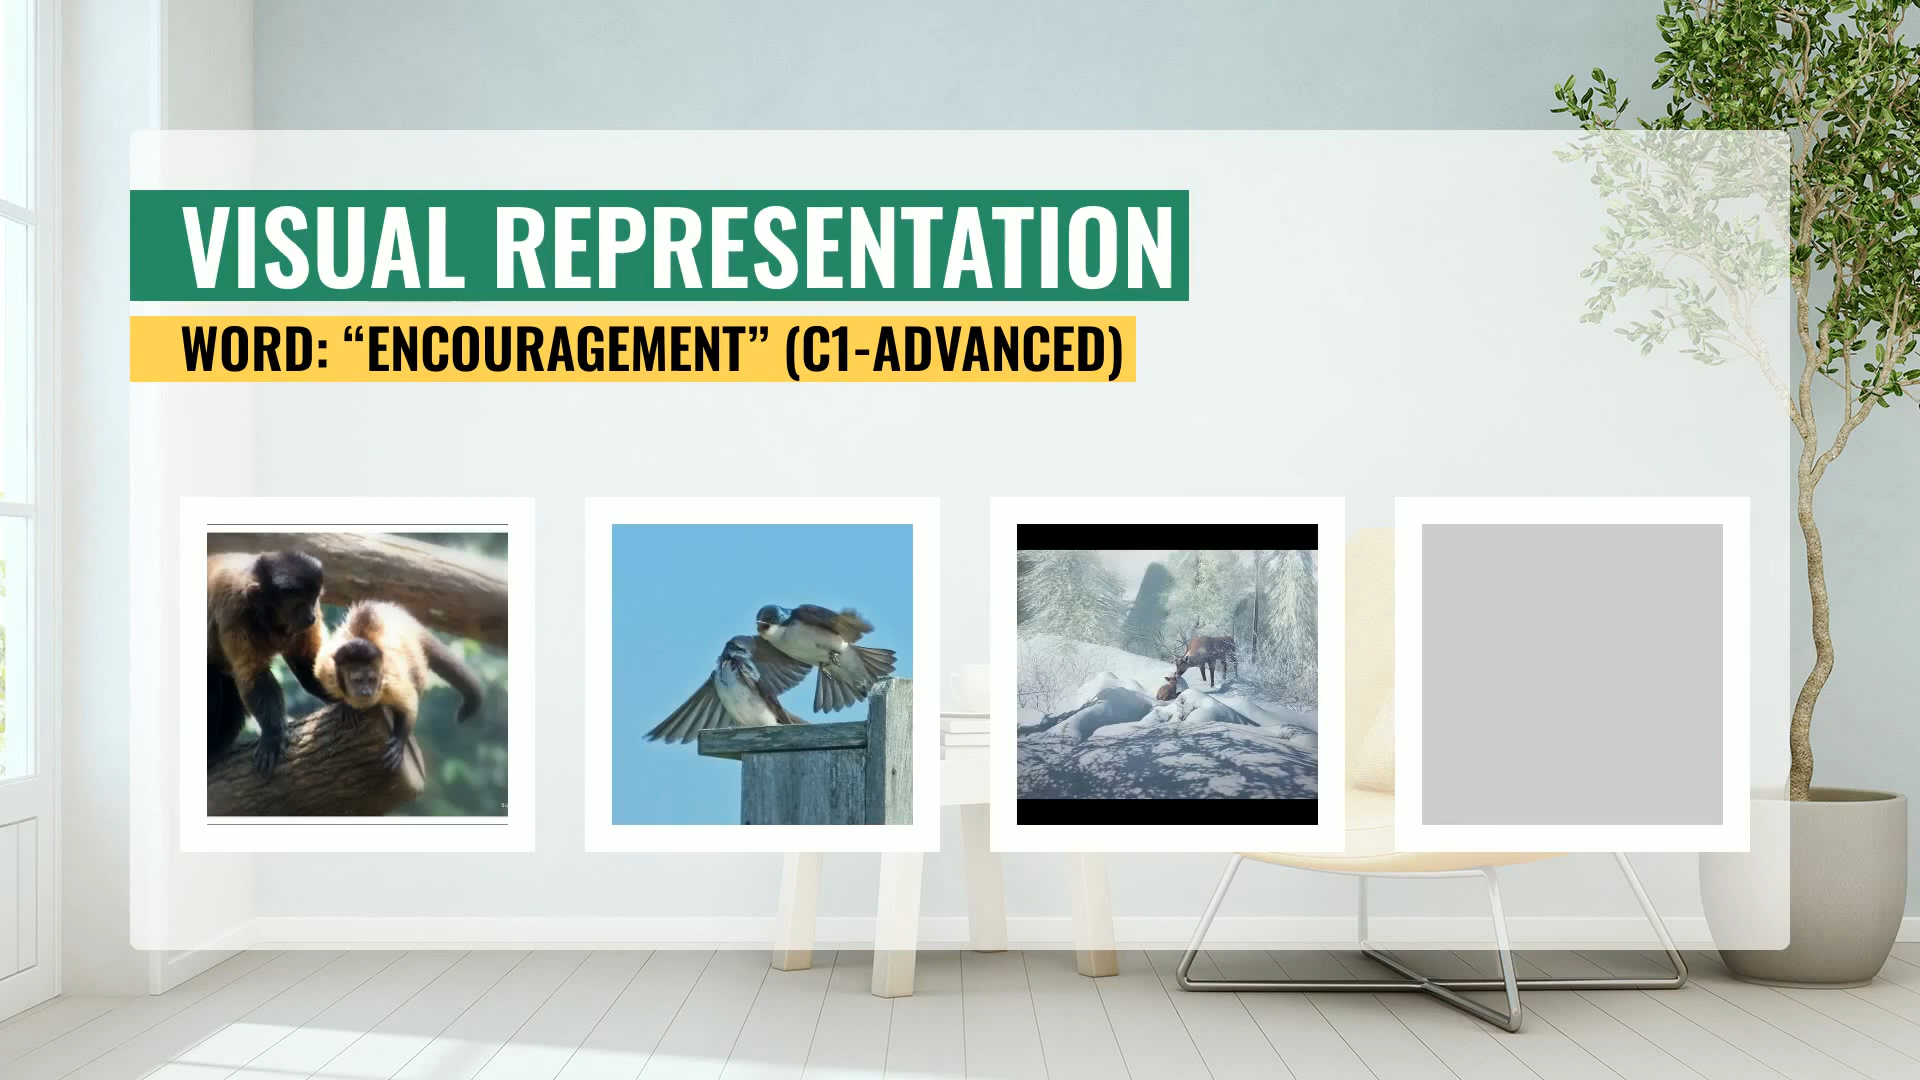 VISUAL REPRESENTATION
WORD: “ENCOURAGEMENT” (C1-ADVANCED)